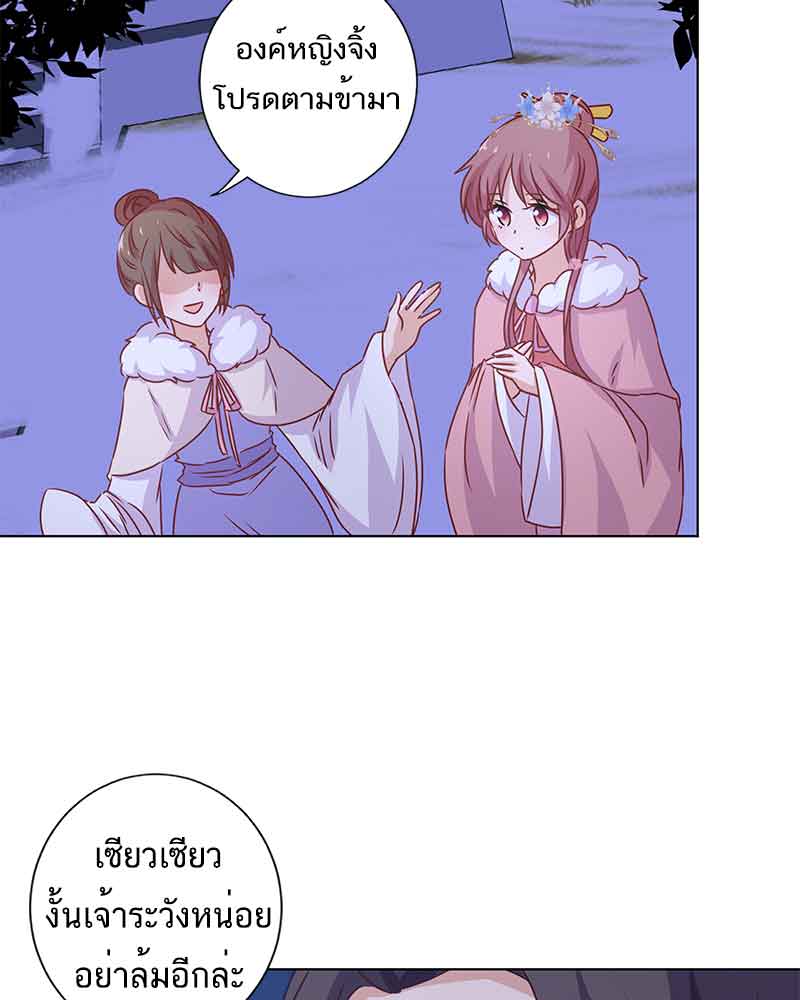 องค์หญิงจิ้ง
โปรดตามข้ามา
เซียวเซียว
งั้นเจ้าระวังหน่อย
อย่าล้มอีกล่ะ